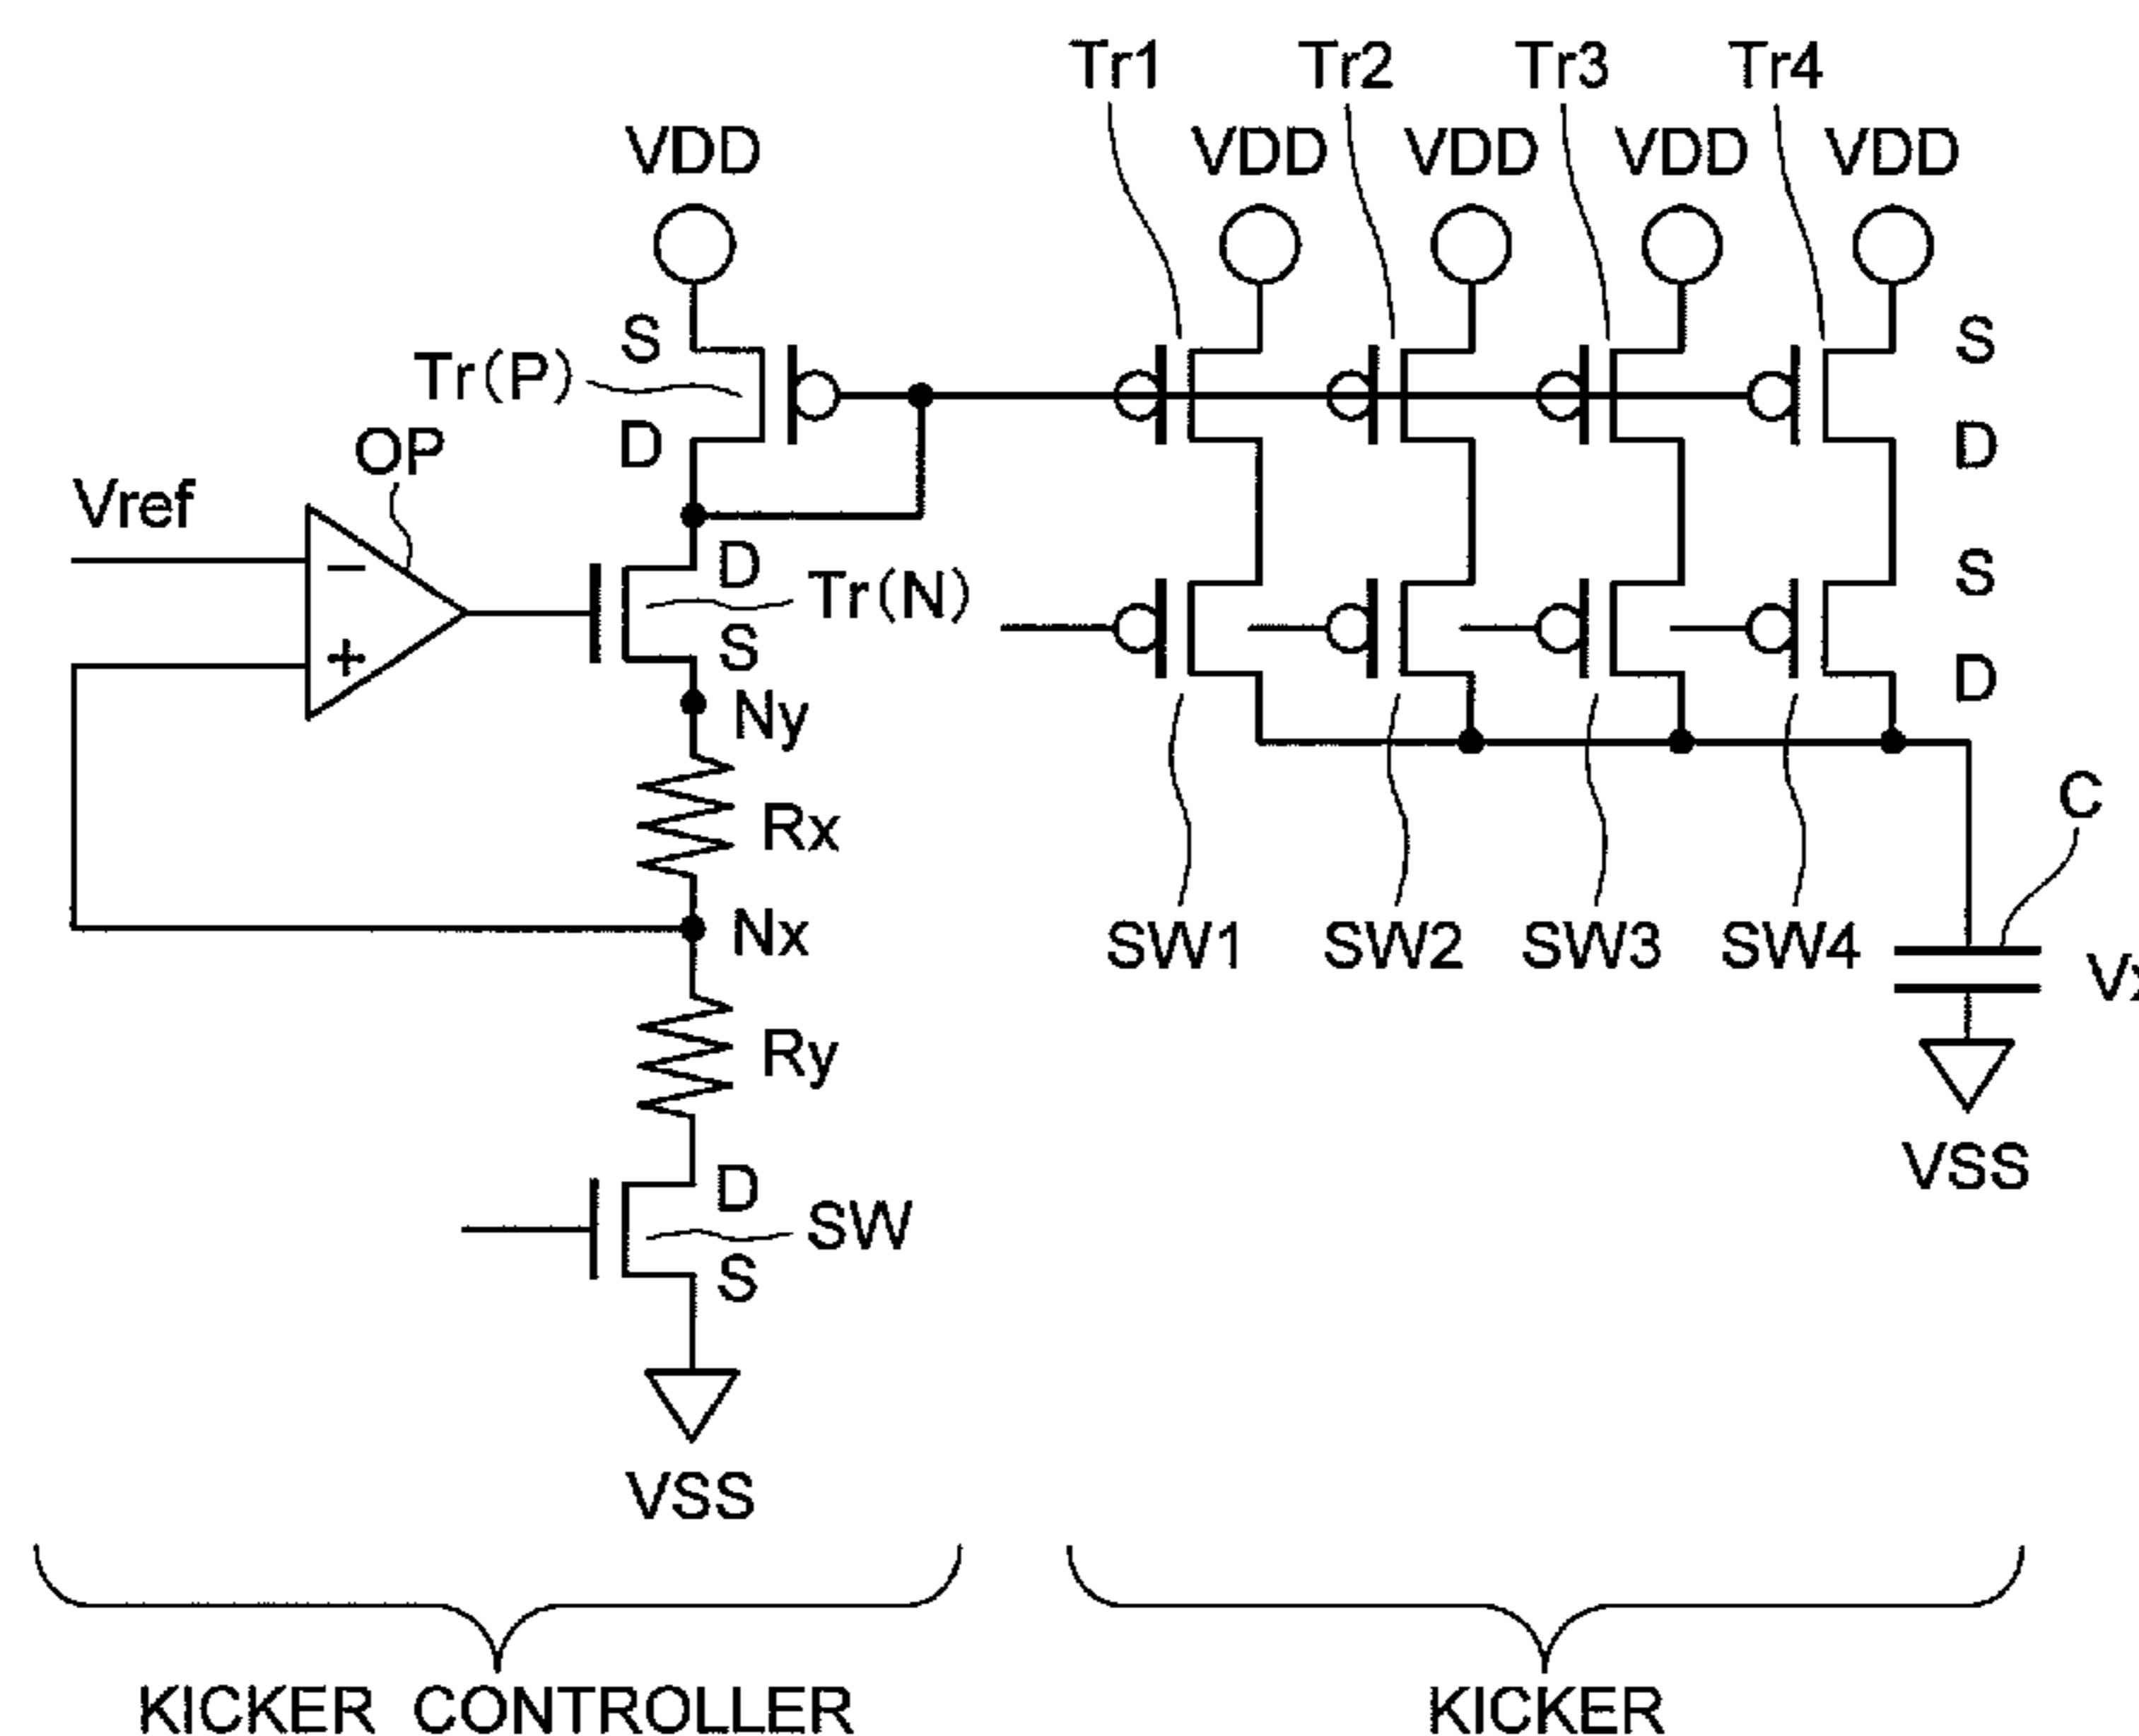 Tr1 Tr2 Tr3 Tr4
VDD VDD VDD VDD VDD
S S
Tr(P)
D D
OP
Vref
−
+
D S
Tr(N)
S D
Ny
Rx
C
Nx
SW1 SW2 SW3 SW4
Ry
VSS
D
SW
S
VSS
KICKER CONTROLLER KICKER